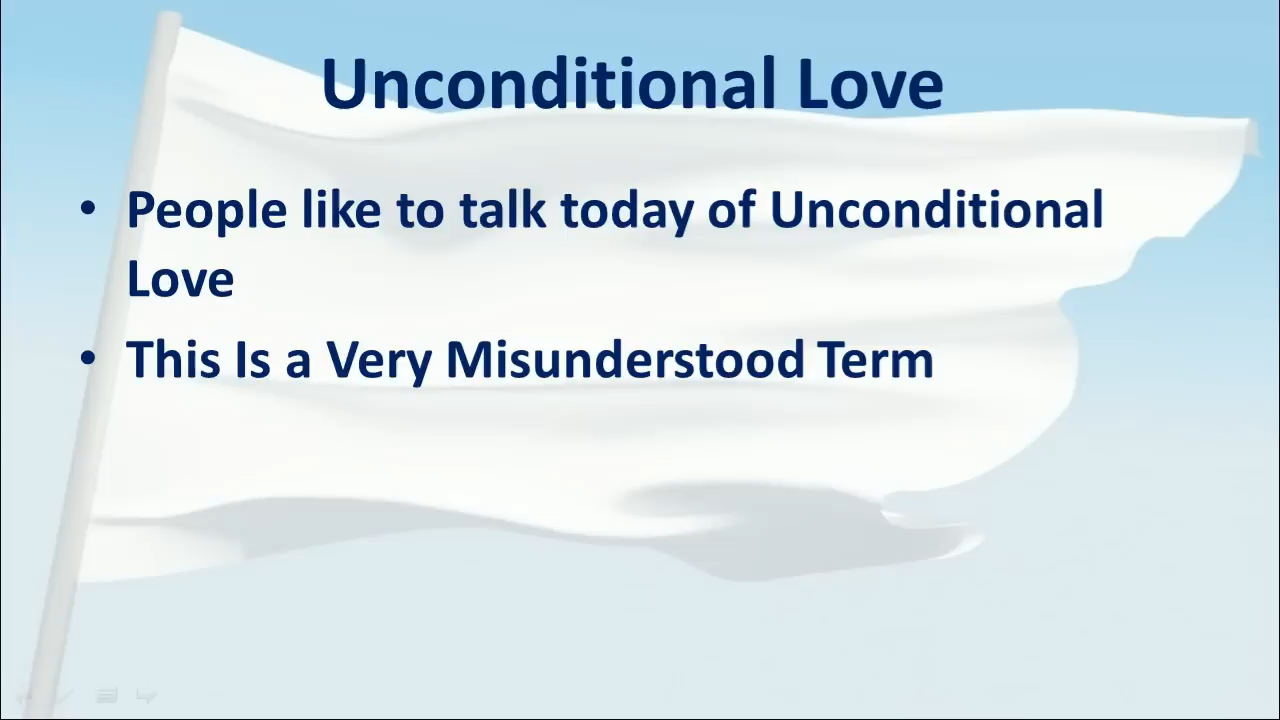 Unconditional Love
• People like to talk today of Unconditional
Love
• This Is a Very Misunderstood Term